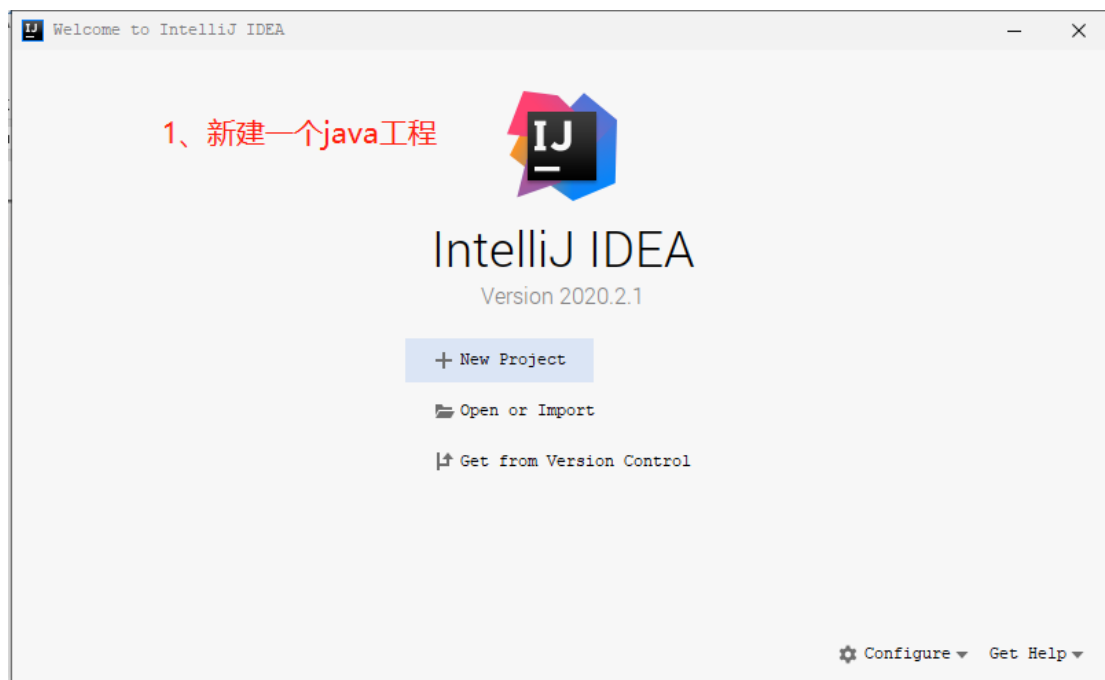 IJ Welcome to IntelliJ IDEA
1、新建一个java工程
IJ
IntelliJ IDEA
Version 2020.2.1
New Project
Open or Import
Get from Version Control
Configure Get Help